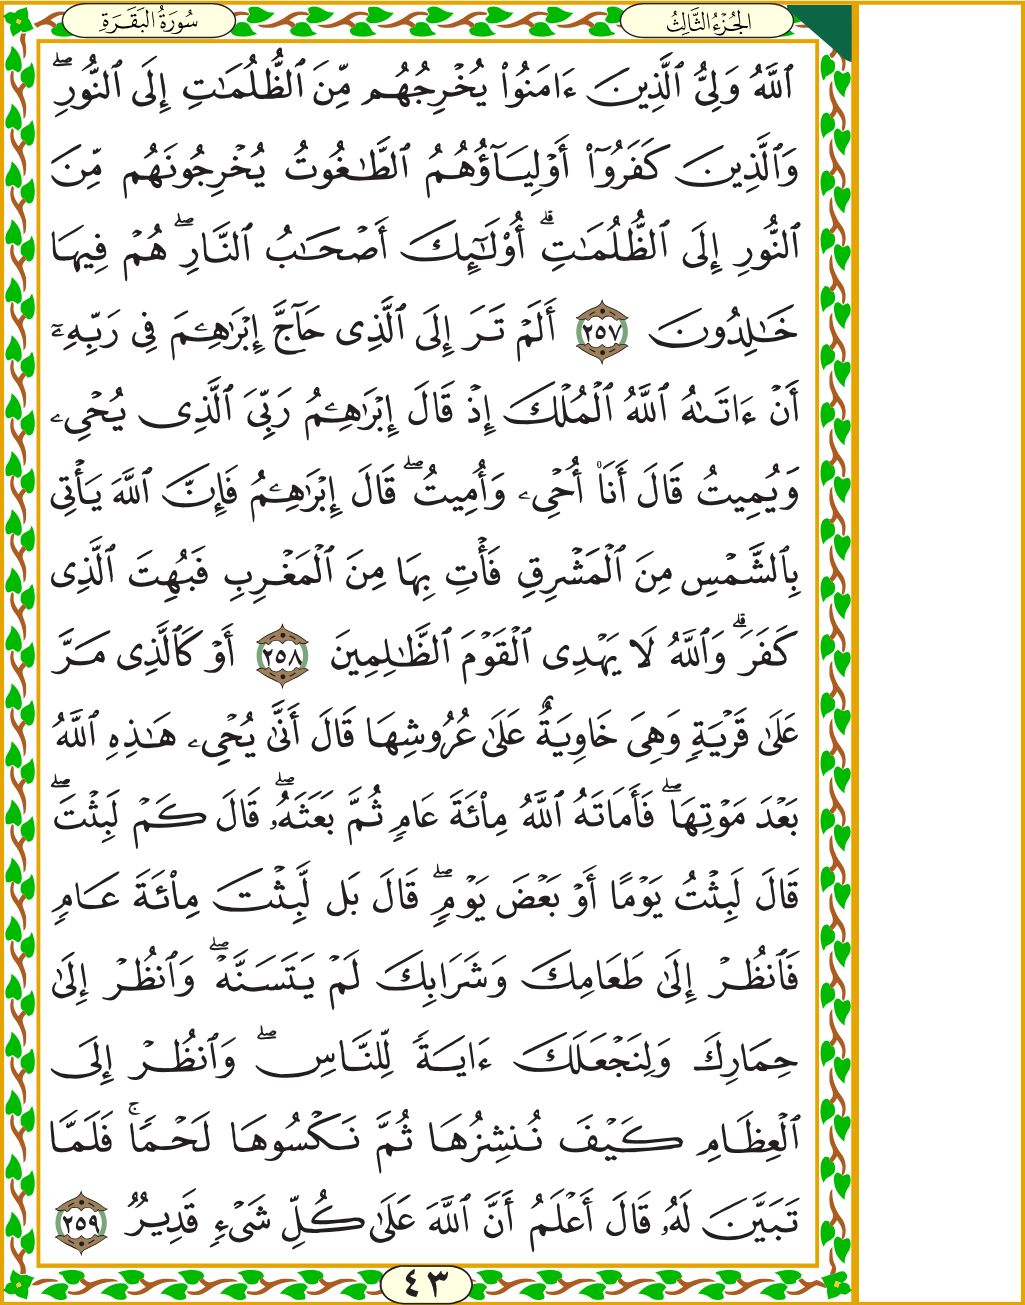 الجُزْءُ الثَّالِثُ
سُورَةُ البَقَرَةِ
ٱللَّهُ وَلِىُّ ٱلَّذِينَ ءَامَنُوا۟ يُخْرِجُهُم مِّنَ ٱلظُّلُمَـٰتِ إِلَى ٱلنُّورِ ۖ
وَٱلَّذِينَ كَفَرُوٓا۟ أَوْلِيَآؤُهُمُ ٱلطَّـٰغُوتُ يُخْرِجُونَهُم مِّنَ
ٱلنُّورِ إِلَى ٱلظُّلُمَـٰتِ ۗ أُو۟لَـٰٓئِكَ أَصْحَـٰبُ ٱلنَّارِ ۖ هُمْ فِيهَا
خَـٰلِدُونَ ٢٥٧ أَلَمْ تَرَ إِلَى ٱلَّذِى حَآجَّ إِبْرَٰهِـۧمَ فِى رَبِّهِۦٓ
أَنْ ءَاتَىٰهُ ٱللَّهُ ٱلْمُلْكَ إِذْ قَالَ إِبْرَٰهِـۧمُ رَبِّىَ ٱلَّذِى يُحْىِۦ
وَيُمِيتُ قَالَ أَنَا۠ أُحْىِۦ وَأُمِيتُ ۖ قَالَ إِبْرَٰهِـۧمُ فَإِنَّ ٱللَّهَ يَأْتِى
بِٱلشَّمْسِ مِنَ ٱلْمَشْرِقِ فَأْتِ بِهَا مِنَ ٱلْمَغْرِبِ فَبُهِتَ ٱلَّذِى
كَفَرَ ۗ وَٱللَّهُ لَا يَهْدِى ٱلْقَوْمَ ٱلظَّـٰلِمِينَ ٢٥٨ أَوْ كَٱلَّذِى مَرَّ
عَلَىٰ قَرْيَةٍ وَهِىَ خَاوِيَةٌ عَلَىٰ عُرُوشِهَا قَالَ أَنَّىٰ يُحْىِۦ هَـٰذِهِ ٱللَّهُ
بَعْدَ مَوْتِهَا ۖ فَأَمَاتَهُ ٱللَّهُ مِا۟ئَةَ عَامٍ ثُمَّ بَعَثَهُۥ ۖ قَالَ كَمْ لَبِثْتَ ۖ
قَالَ لَبِثْتُ يَوْمًا أَوْ بَعْضَ يَوْمٍ ۖ قَالَ بَل لَّبِثْتَ مِا۟ئَةَ عَامٍ
فَٱنظُرْ إِلَىٰ طَعَامِكَ وَشَرَابِكَ لَمْ يَتَسَنَّهْ ۖ وَٱنظُرْ إِلَىٰ
حِمَارِكَ وَلِنَجْعَلَكَ ءَايَةً لِّلنَّاسِ ۖ وَٱنظُرْ إِلَى
ٱلْعِظَامِ كَيْفَ نُنشِزُهَا ثُمَّ نَكْسُوهَا لَحْمًا ۚ فَلَمَّا
تَبَيَّنَ لَهُۥ قَالَ أَعْلَمُ أَنَّ ٱللَّهَ عَلَىٰ كُلِّ شَىْءٍ قَدِيرٌ ٢٥٩
٤٣